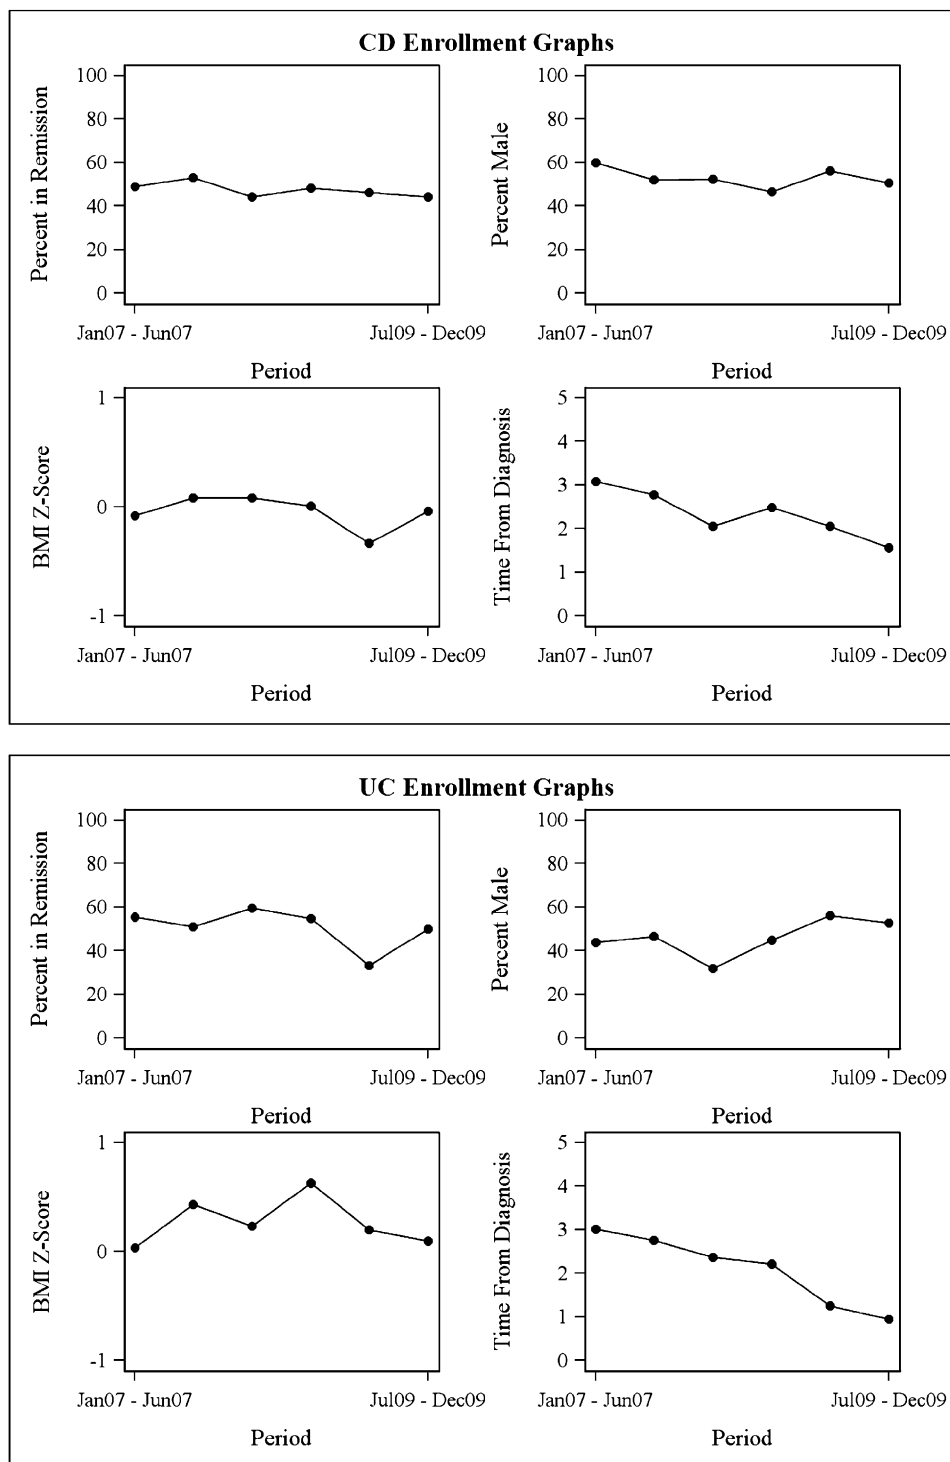 CD Enrollment Graphs
Percent in Remission
100
80
60
40
20
0
Jan07 - Jun07 Jul09 - Dec09
Period
Percent Male
100
80
60
40
20
0
Jan07 - Jun07 Jul09 - Dec09
Period
BMI Z-Score
1
0
-1
Jan07 - Jun07 Jul09 - Dec09
Period
Time From Diagnosis
5
4
3
2
1
0
Jan07 - Jun07 Jul09 - Dec09
Period
UC Enrollment Graphs
Percent in Remission
100
80
60
40
20
0
Jan07 - Jun07 Jul09 - Dec09
Period
Percent Male
100
80
60
40
20
0
Jan07 - Jun07 Jul09 - Dec09
Period
BMI Z-Score
1
0
-1
Jan07 - Jun07 Jul09 - Dec09
Period
Time From Diagnosis
5
4
3
2
1
0
Jan07 - Jun07 Jul09 - Dec09
Period